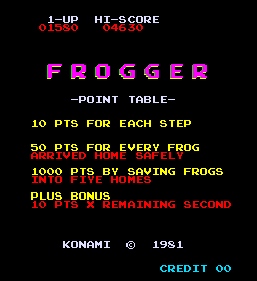 1-UP HI-SCORE
01580 04630
FROGGER
-POINT TABLE-
10 PTS FOR EACH STEP
50 PTS FOR EVERY FROG
ARRIVED HOME SAFELY
1000 PTS BY SAVING FROGS
INTO FIVE HOMES
PLUS BONUS
10 PTS X REMAINING SECOND
KONAMI © 1981
CREDIT 00